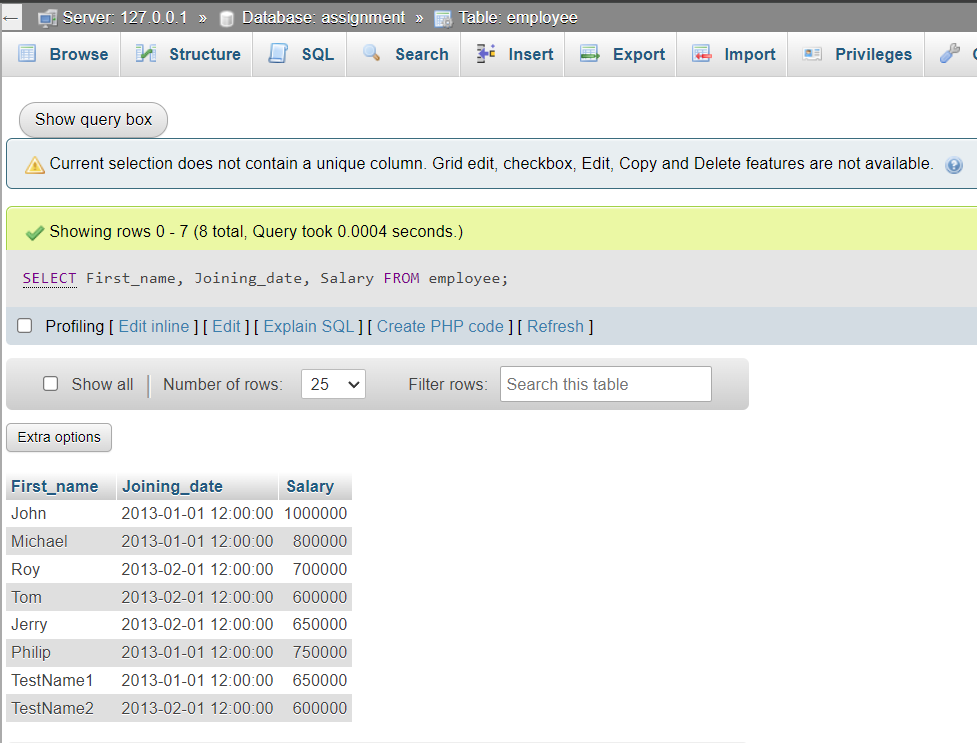 Server: 127.0.0.1 » Database: assignment » Table: employee
Browse Structure SQL Search Insert Export Import Privileges
Show query box
Current selection does not contain a unique column. Grid edit, checkbox, Edit, Copy and Delete features are not available.
Showing rows 0 - 7 (8 total, Query took 0.0004 seconds.)
SELECT First_name, Joining_date, Salary FROM employee;
Profiling [ Edit inline ] [ Edit ] [ Explain SQL ] [ Create PHP code ] [ Refresh ]
Show all | Number of rows: 25 Filter rows: Search this table
Extra options
First_name Joining_date Salary
John 2013-01-01 12:00:00 1000000
Michael 2013-01-01 12:00:00 800000
Roy 2013-02-01 12:00:00 700000
Tom 2013-02-01 12:00:00 600000
Jerry 2013-02-01 12:00:00 650000
Philip 2013-01-01 12:00:00 750000
TestName1 2013-01-01 12:00:00 650000
TestName2 2013-02-01 12:00:00 600000